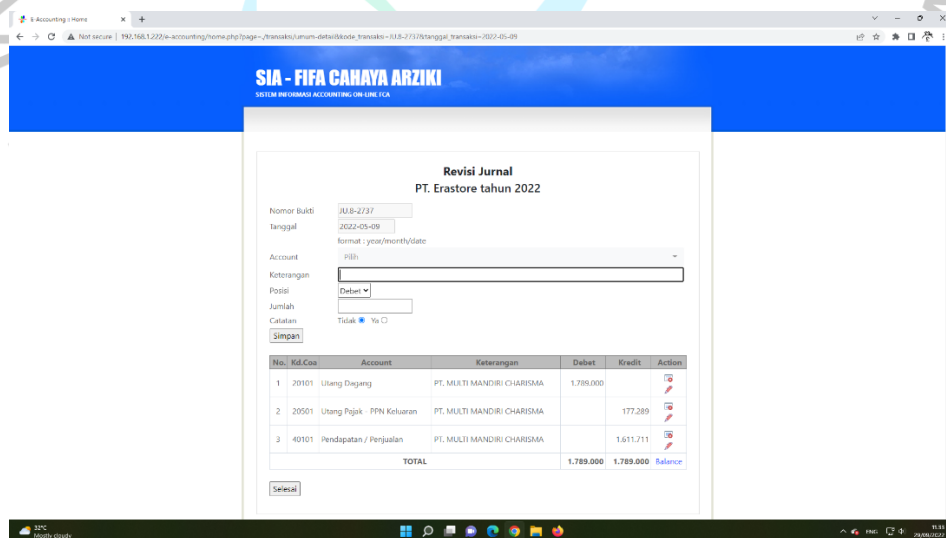 E-Accounting :: Home
Not secure | 192.168.1.222/e-accounting/home.php?page=./transaksi/umum-detail&kode_transaksi=JU.8-2737&tanggal_transaksi=2022-05-09
SIA - FIFA CAHAYA ARZIKI
SISTEM INFORMASI ACCOUNTING ON-LINE FCA
Revisi Jurnal
PT. Erastore tahun 2022
Nomor Bukti JU.8-2737
Tanggal 2022-05-09
format : year/month/date
Account Pilih
Keterangan
Posisi Debet
Jumlah
Catatan Tidak Ya
Simpan
No. Kd.Coa Account Keterangan Debet Kredit Action
1 20101 Utang Dagang PT. MULTI MANDIRI CHARISMA 1.789.000
2 20501 Utang Pajak - PPN Keluaran PT. MULTI MANDIRI CHARISMA 177.289
3 40101 Pendapatan / Penjualan PT. MULTI MANDIRI CHARISMA 1.611.711
TOTAL 1.789.000 1.789.000 Balance
Selesai
32°C
Mostly cloudy
ENG
29/09/2022